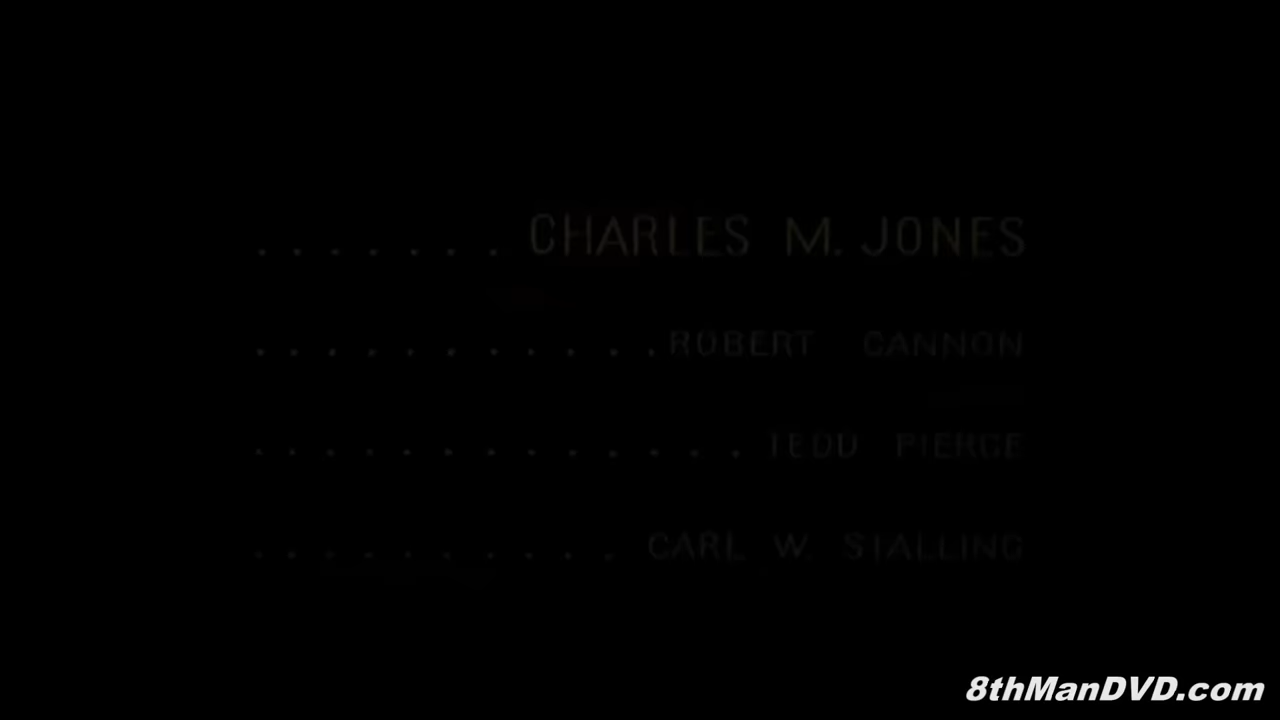 . . . . . . . CHARLES M. JONES
. . . . . . . . . . . ROBERT CANNON
. . . . . . . . . . . . . . TEDD PIERCE
. . . . . . . . . . CARL W. STALLING
8thManDVD.com